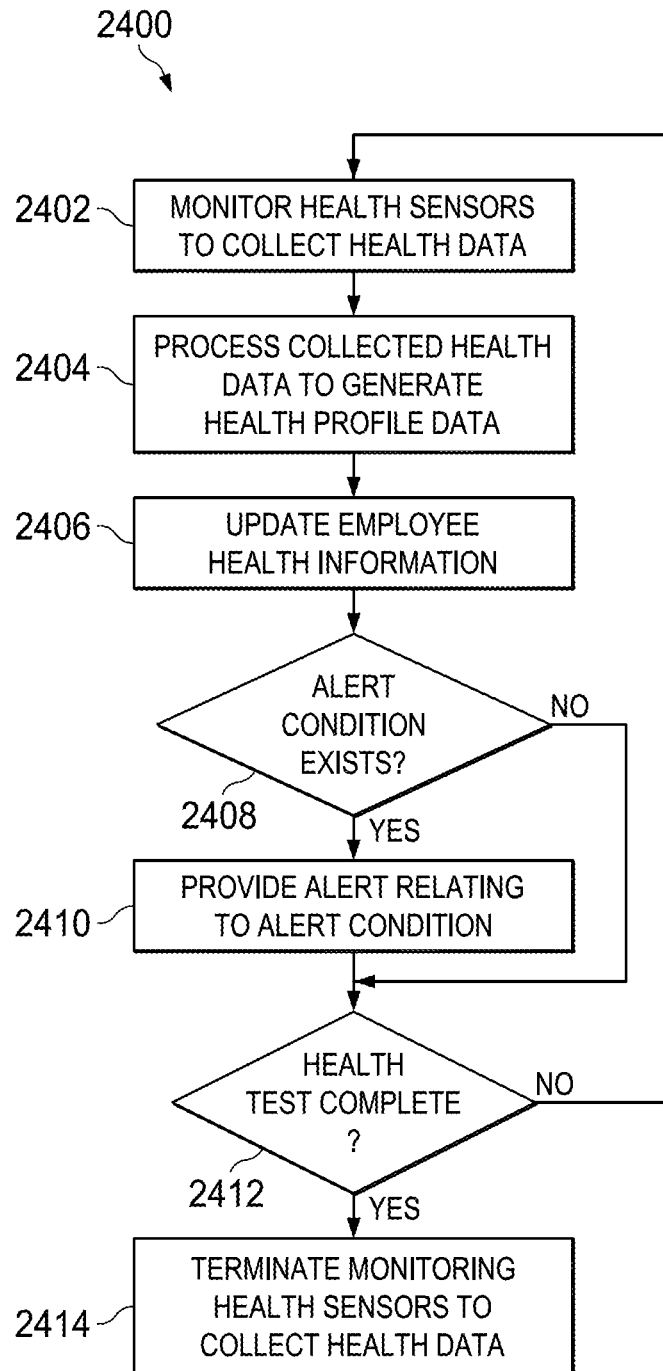 2400
2402
MONITOR HEALTH SENSORS
TO COLLECT HEALTH DATA
2404
PROCESS COLLECTED HEALTH
DATA TO GENERATE
HEALTH PROFILE DATA
2406
UPDATE EMPLOYEE
HEALTH INFORMATION
ALERT
CONDITION
EXISTS?
NO
2408
YES
2410
PROVIDE ALERT RELATING
TO ALERT CONDITION
HEALTH
TEST COMPLETE
?
NO
2412
YES
2414
TERMINATE MONITORING
HEALTH SENSORS TO
COLLECT HEALTH DATA